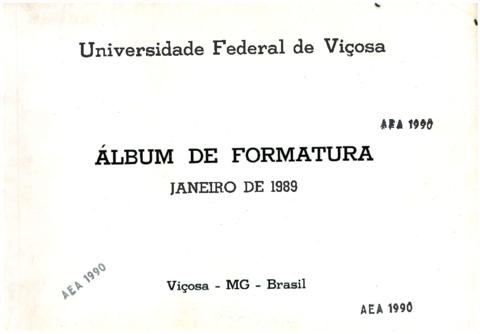 Universidade Federal de Viçosa
AEA 1990
ÁLBUM DE FORMATURA
JANEIRO DE 1989
AEA 1990
Viçosa - MG - Brasil
AEA 1990